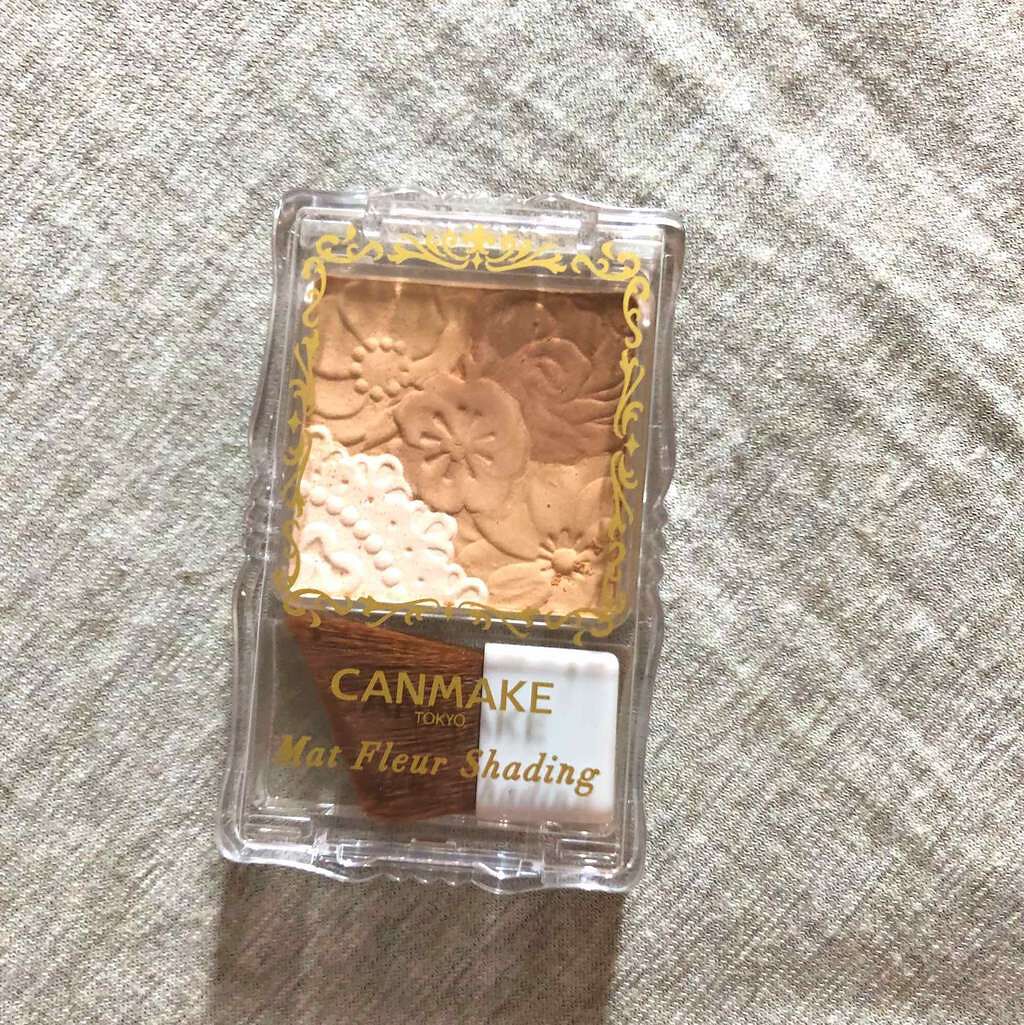 CANMAKE
TOKYO
Mat Fleur Shading